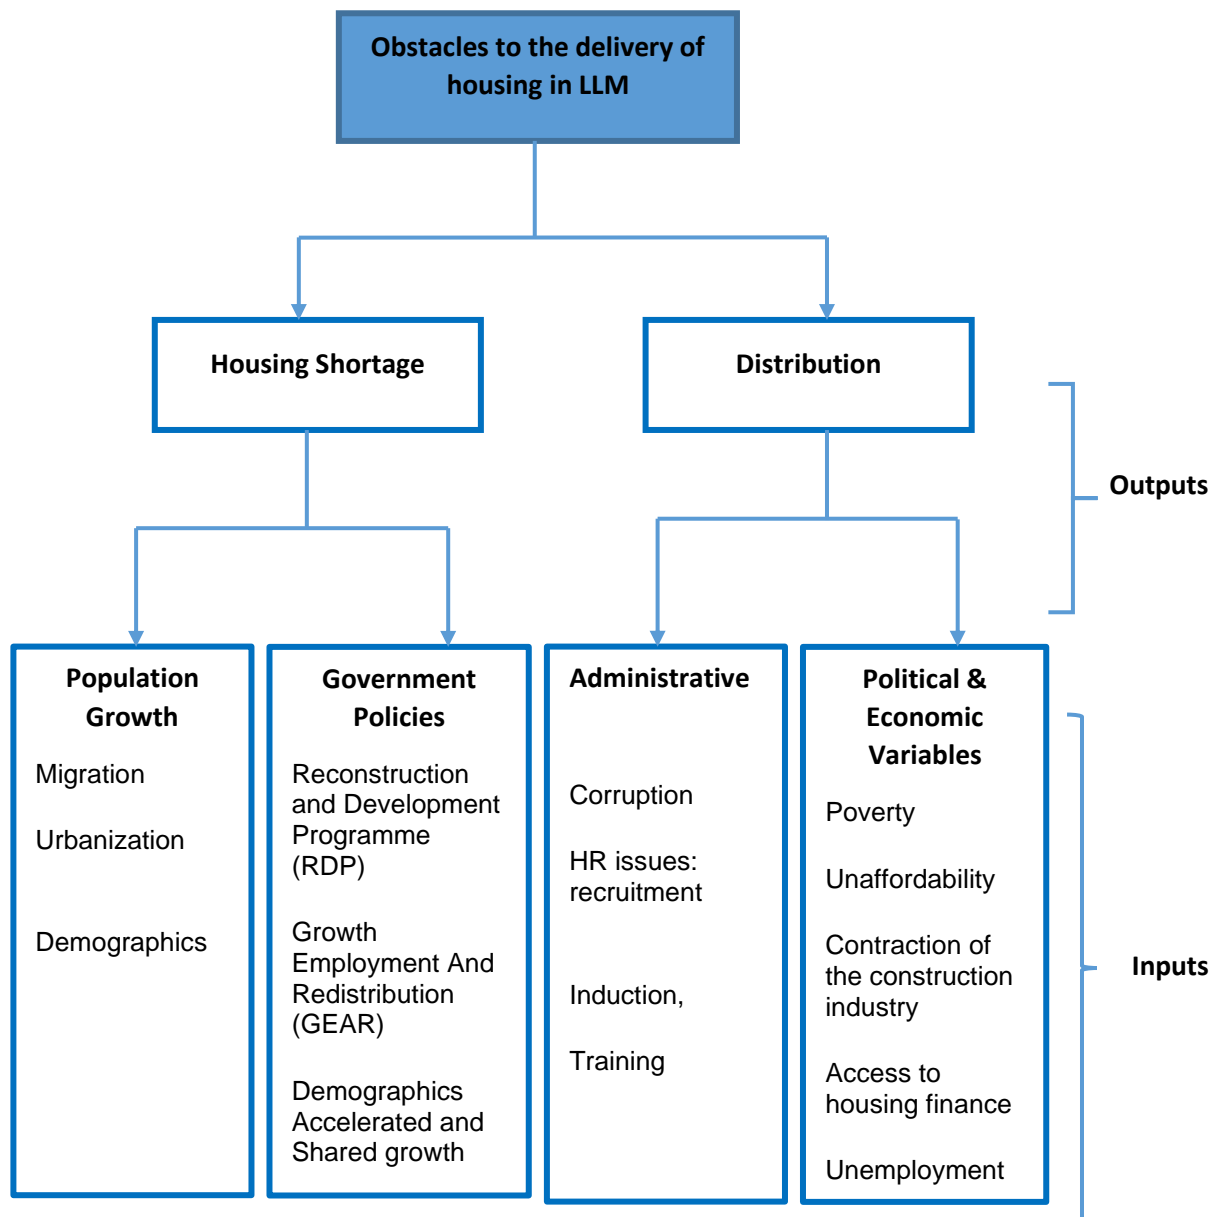 Obstacles to the delivery of
housing in LLM
Housing Shortage
Distribution
Outputs
Population
Growth
Migration
Urbanization
Demographics
Government
Policies
Reconstruction
and Development
Programme
(RDP)
Growth
Employment And
Redistribution
(GEAR)
Demographics
Accelerated and
Shared growth
Administrative
Corruption
HR issues:
recruitment
Induction,
Training
Political &
Economic
Variables
Poverty
Unaffordability
Contraction of
the construction
industry
Access to
housing finance
Unemployment
Inputs